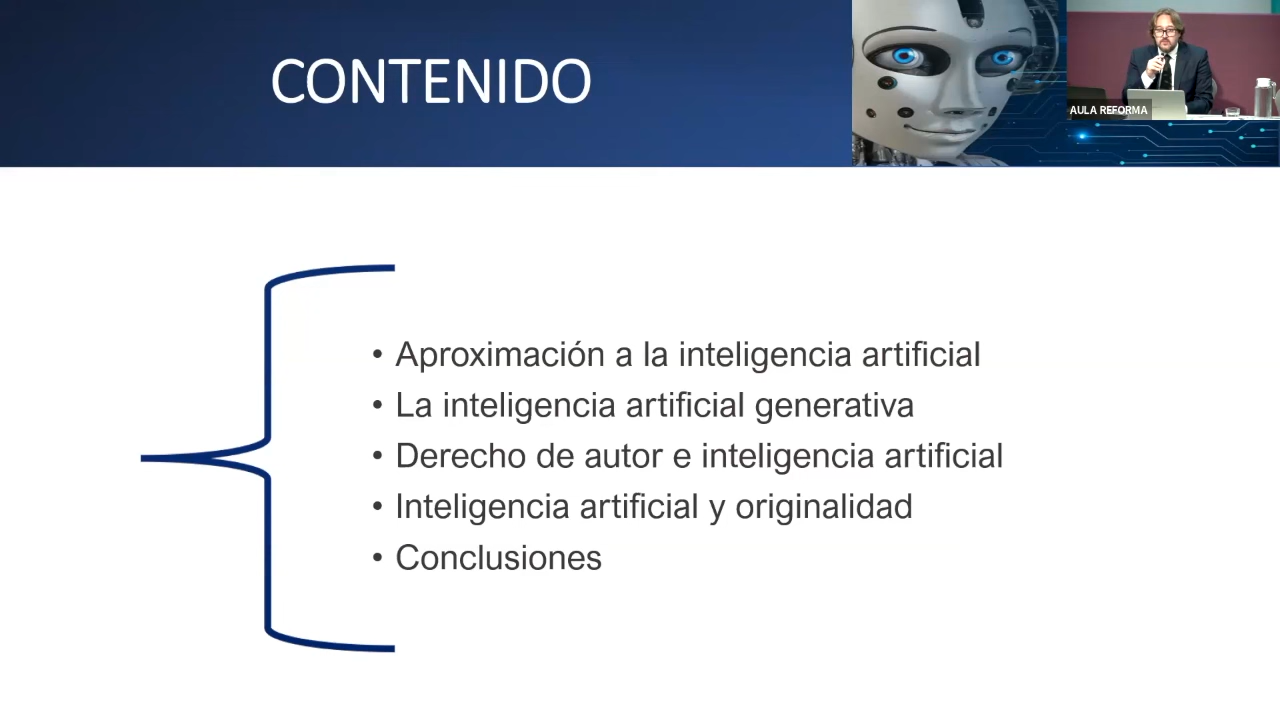 CONTENIDO
AULA REFORMA
• Aproximación a la inteligencia artificial
• La inteligencia artificial generativa
• Derecho de autor e inteligencia artificial
• Inteligencia artificial y originalidad
• Conclusiones